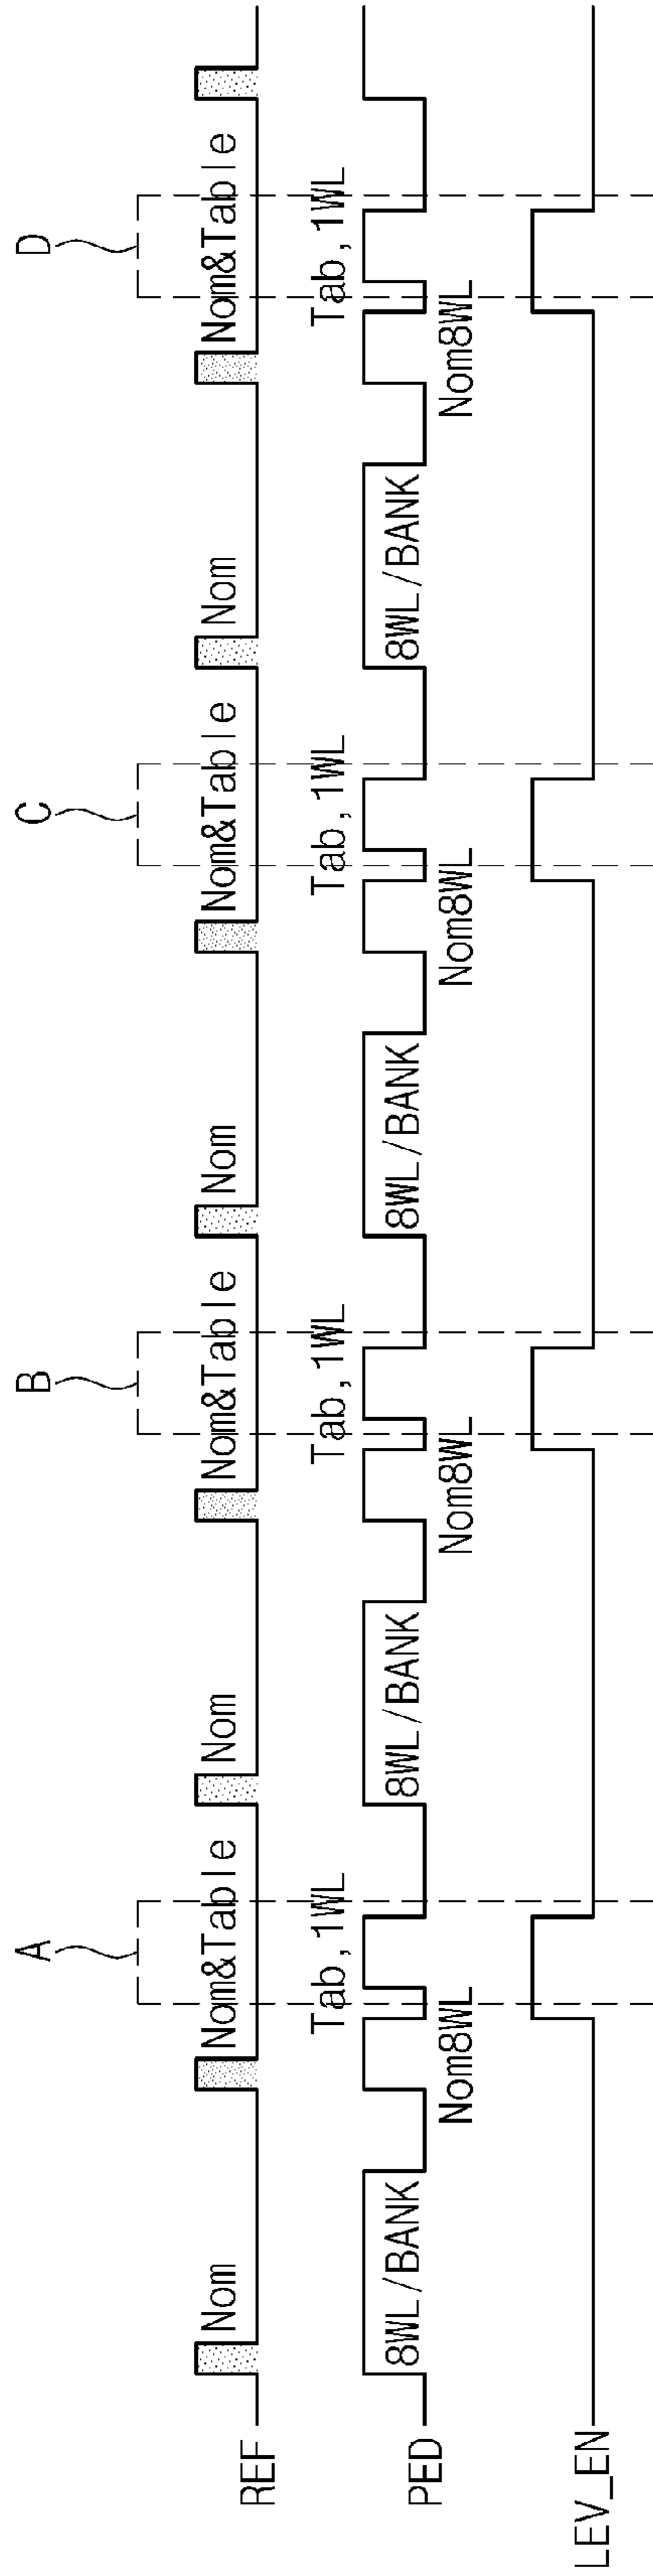 A
B
C
D
REF
Nom
Nom&Table
Nom
Nom&Table
Nom
Nom&Table
Nom
Nom&Table
Tab, 1WL
Tab, 1WL
Tab, 1WL
Tab, 1WL
PED
8WL/BANK
8WL/BANK
8WL/BANK
8WL/BANK
Nom8WL
Nom8WL
Nom8WL
Nom8WL
LEV_EN